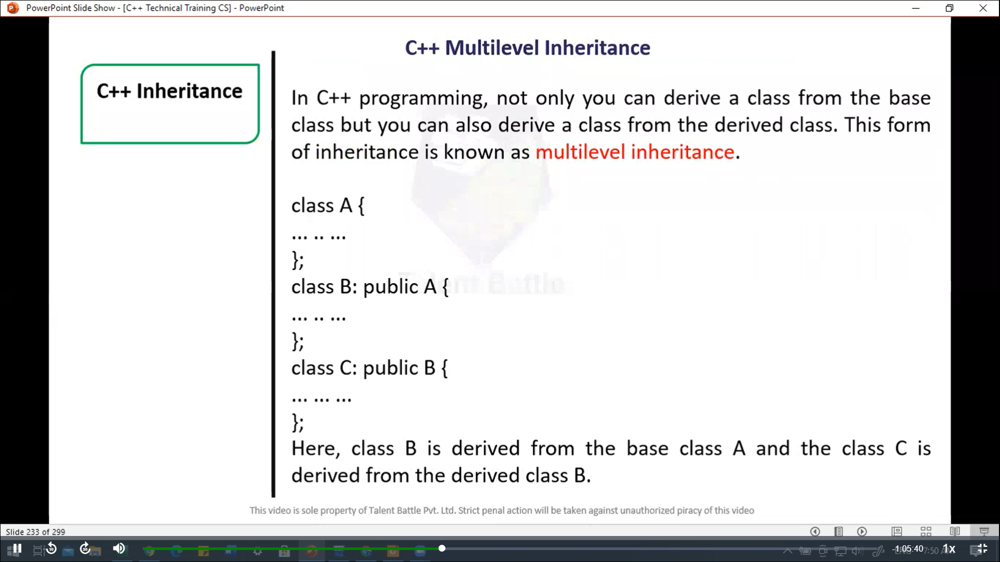 PowerPoint Slide Show - [C++ Technical Training CS] - PowerPoint
C++ Multilevel Inheritance
C++ Inheritance
In C++ programming, not only you can derive a class from the base
class but you can also derive a class from the derived class. This form
of inheritance is known as multilevel inheritance.
class A {
... .. ...
};
class B: public A {
... .. ...
};
class C: public B {
... ... ...
};
Here, class B is derived from the base class A and the class C is
derived from the derived class B.
This video is sole property of Talent Battle Pvt. Ltd. Strict penal action will be taken against unauthorized piracy of this video
Slide 233 of 299
10
30
-1:05:40
1x